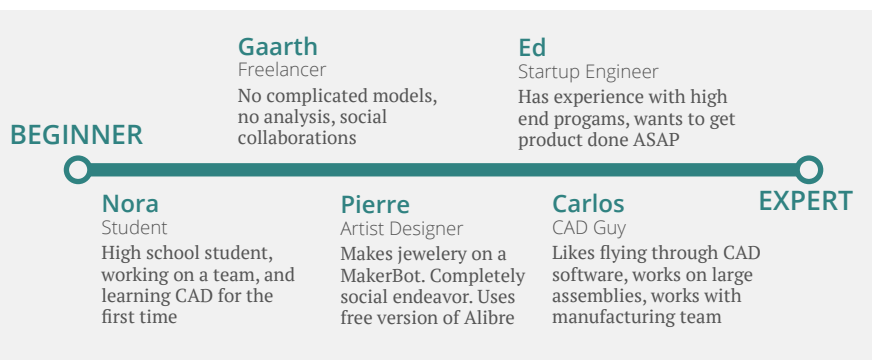 Gaarth
Freelancer
No complicated models,
no analysis, social
collaborations
Ed
Startup Engineer
Has experience with high
end progams, wants to get
product done ASAP
BEGINNER
EXPERT
Nora
Student
High school student,
working on a team, and
learning CAD for the
first time
Pierre
Artist Designer
Makes jewelery on a
MakerBot. Completely
social endeavor. Uses
free version of Alibre
Carlos
CAD Guy
Likes flying through CAD
software, works on large
assemblies, works with
manufacturing team